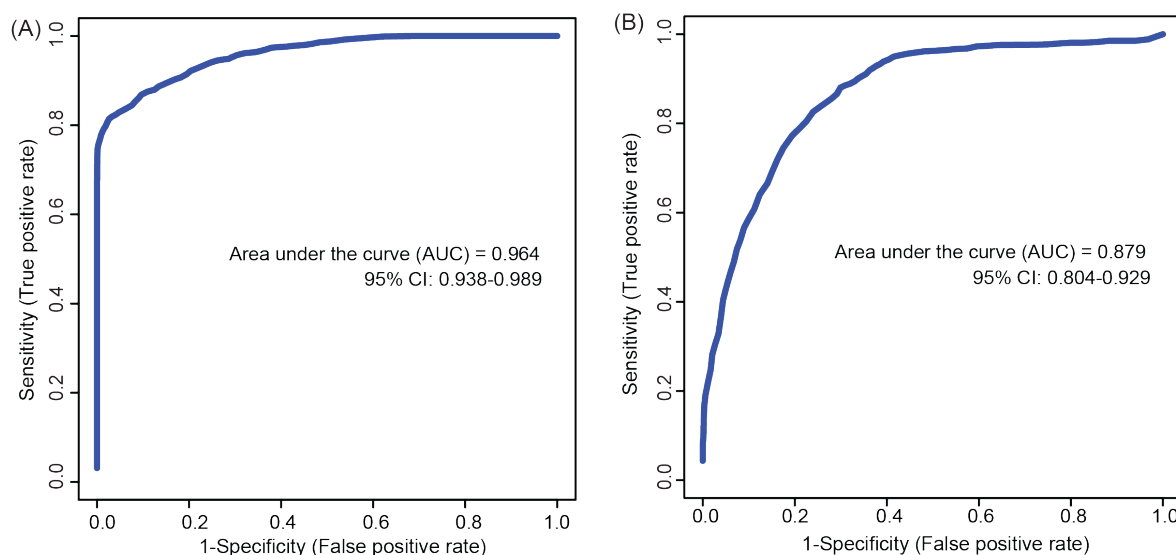 (A)
Sensitivity (True positive rate)
1.0
0.8
0.6
0.4
0.2
0.0
Area under the curve (AUC) = 0.964
95% CI: 0.938-0.989
0.0 0.2 0.4 0.6 0.8 1.0
1-Specificity (False positive rate)
(B)
Sensitivity (True positive rate)
1.0
0.8
0.6
0.4
0.2
0.0
Area under the curve (AUC) = 0.879
95% CI: 0.804-0.929
0.0 0.2 0.4 0.6 0.8 1.0
1-Specificity (False positive rate)